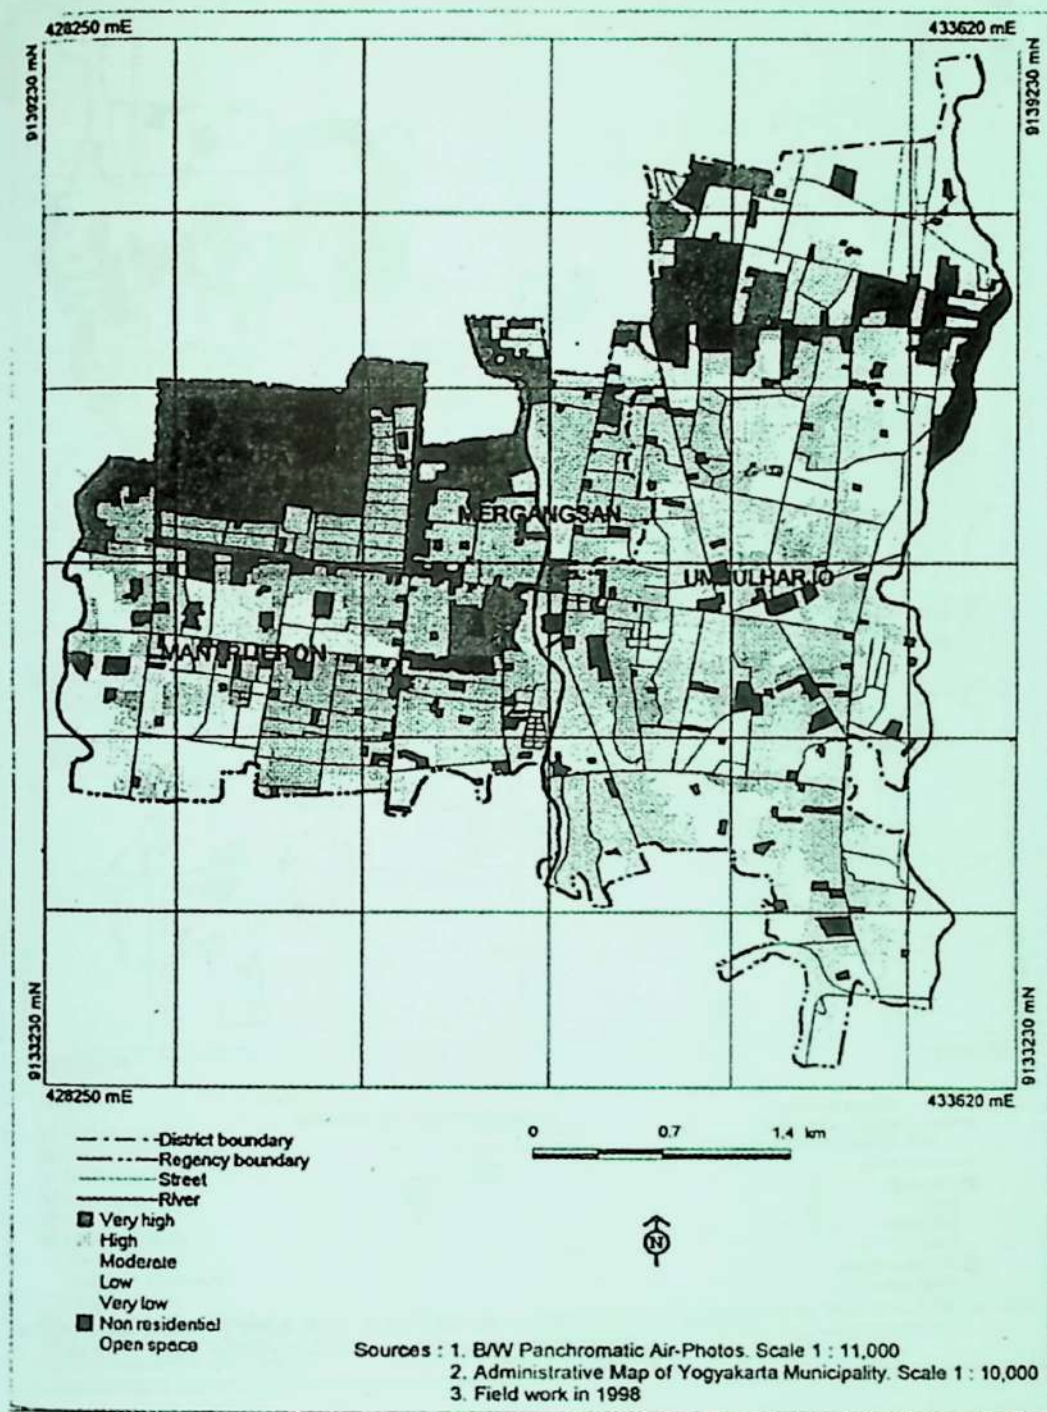 428250 mE
433620 mE
9139230 mN
9139230 mN
MERGANGSAN
UMBULHARJO
MANTRIJERON
9133230 mN
9133230 mN
428250 mE
433620 mE
District boundary
Regency boundary
Street
River
Very high
High
Moderate
Low
Very low
Non residential
Open space
0 0.7 1.4 km
N
Sources : 1. B/W Panchromatic Air-Photos. Scale 1 : 11,000
2. Administrative Map of Yogyakarta Municipality. Scale 1 : 10,000
3. Field work in 1998